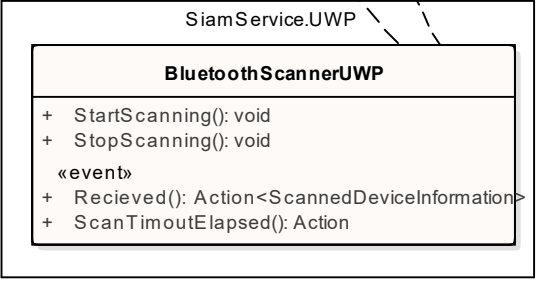 SiamService.UWP
BluetoothScannerUWP
+ StartScanning(): void
+ StopScanning(): void
«event»
+ Recieved(): Action<ScannedDeviceInformation>
+ ScanTimoutElapsed(): Action